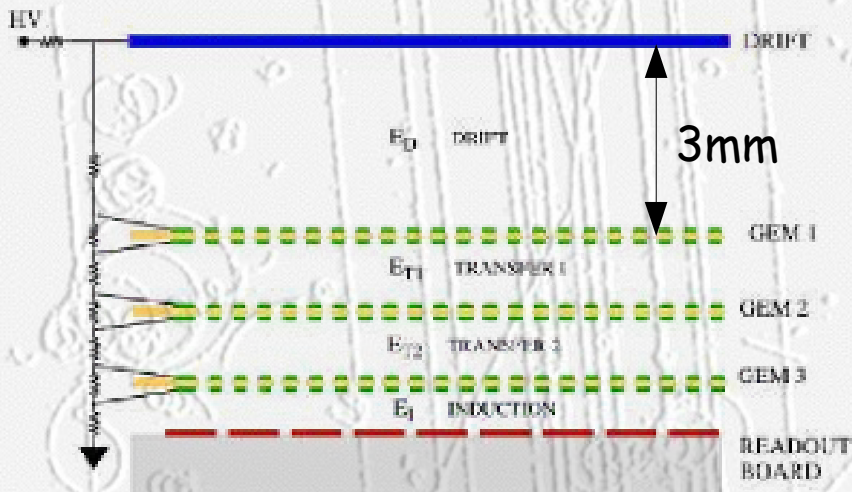 HV
DRIFT
E_D DRIFT
3mm
GEM 1
E_T1 TRANSFER 1
GEM 2
E_T2 TRANSFER 2
GEM 3
E_I INDUCTION
READOUT
BOARD